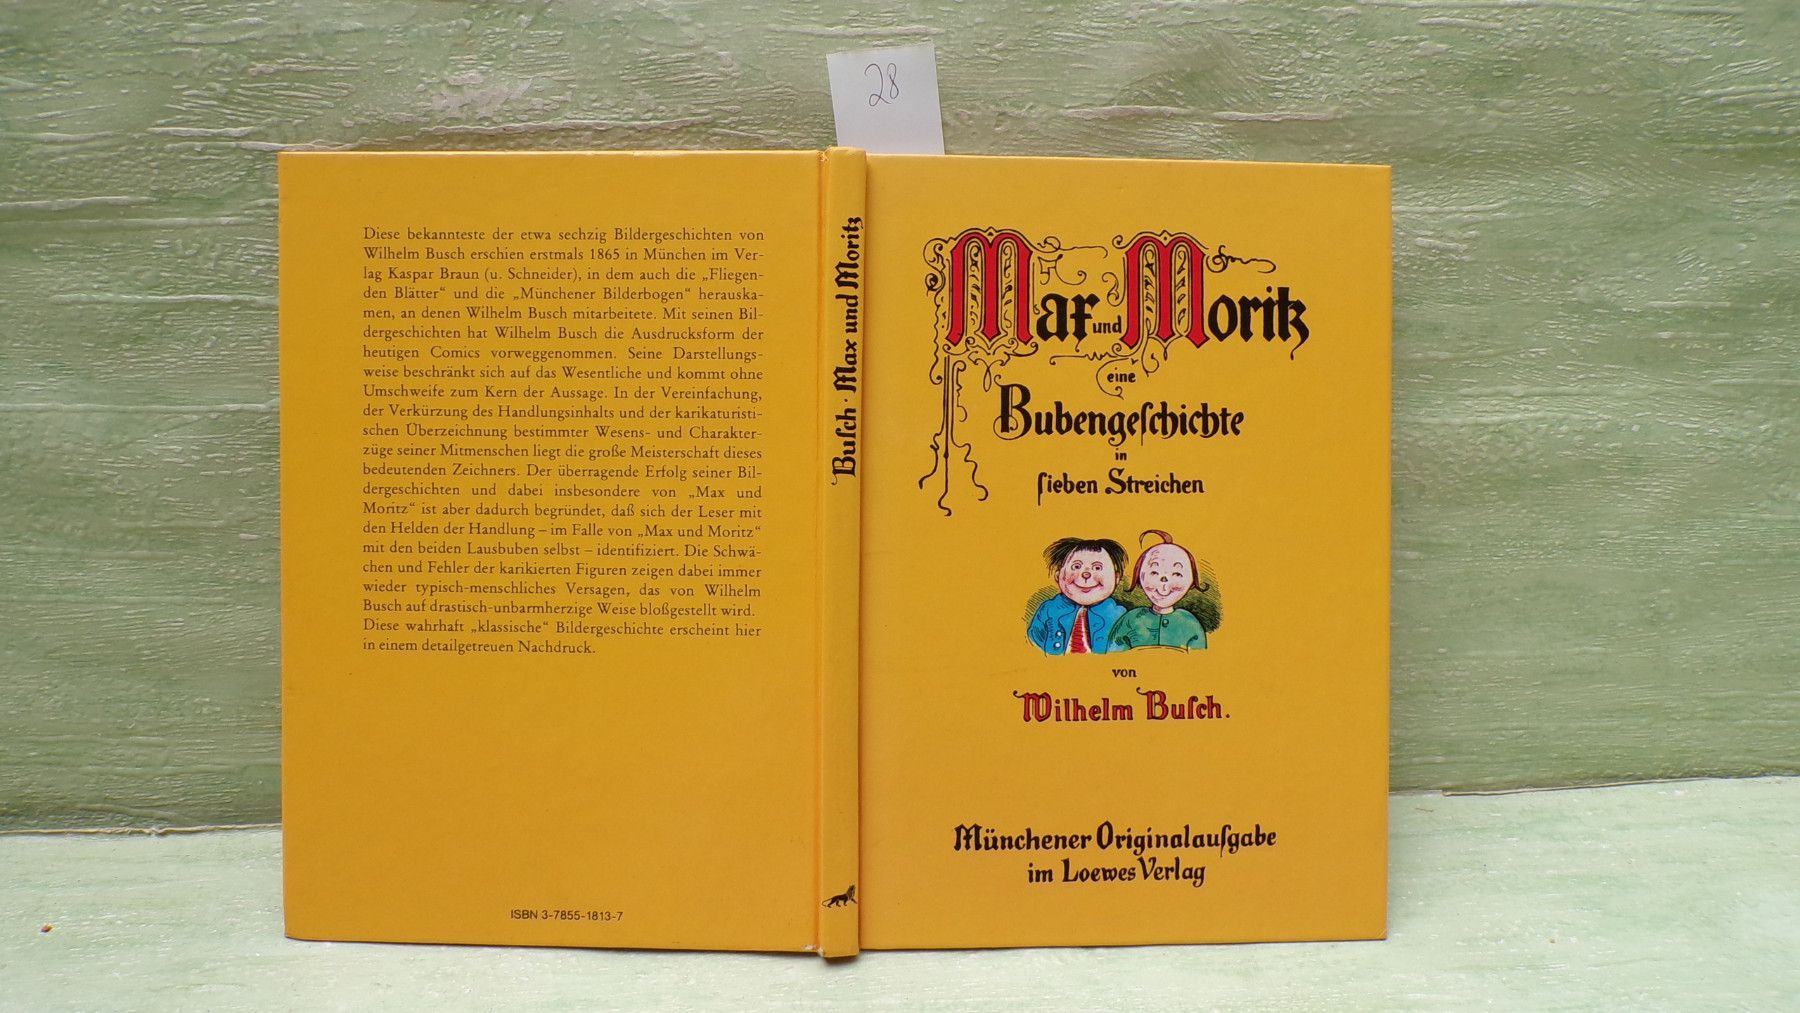 28
Diese bekannteste der etwa sechzig Bildergeschichten von
Wilhelm Busch erschien erstmals 1865 in München im Ver-
lag Kaspar Braun (u. Schneider), in dem auch die „Fliegen-
den Blätter“ und die „Münchener Bilderbogen“ herauska-
men, an denen Wilhelm Busch mitarbeitete. Mit seinen Bil-
dergeschichten hat Wilhelm Busch die Ausdrucksform der
heutigen Comics vorweggenommen. Seine Darstellungs-
weise beschränkt sich auf das Wesentliche und kommt ohne
Umschweife zum Kern der Aussage. In der Vereinfachung,
der Verkürzung des Handlungsinhalts und der karikaturisti-
schen Überzeichnung bestimmter Wesens- und Charakter-
züge seiner Mitmenschen liegt die große Meisterschaft dieses
bedeutenden Zeichners. Der überragende Erfolg seiner Bil-
dergeschichten und dabei insbesondere von „Max und
Moritz“ ist aber dadurch begründet, daß sich der Leser mit
den Helden der Handlung – im Falle von „Max und Moritz“
mit den beiden Lausbuben selbst – identifiziert. Die Schwä-
chen und Fehler der karikierten Figuren zeigen dabei immer
wieder typisch-menschliches Versagen, das von Wilhelm
Busch auf drastisch-unbarmherzige Weise bloßgestellt wird.
Diese wahrhaft „klassische“ Bildergeschichte erscheint hier
in einem detailgetreuen Nachdruck.
ISBN 3-7855-1813-7
Buſch · Max und Moritz
Max und Moritz
eine
Bubengeſchichte
in
ſieben Streichen
von
Wilhelm Buſch.
Münchener Originalauſgabe
im Loewes Verlag